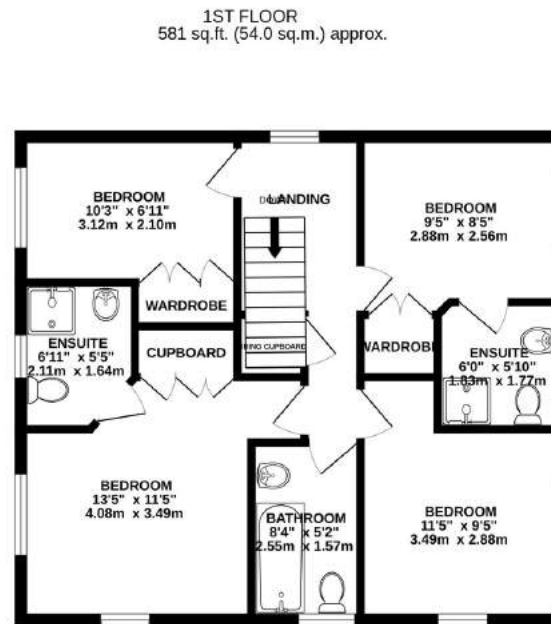 1ST FLOOR
581 sq.ft. (54.0 sq.m.) approx.
BEDROOM
10'3" x 6'11"
3.12m x 2.10m
LANDING
BEDROOM
9'5" x 8'5"
2.88m x 2.56m
WARDROBE
ENSUITE
6'11" x 5'5"
2.11m x 1.64m
CUPBOARD
CUPBOARD
WARDROBE
ENSUITE
6'0" x 5'10"
1.83m x 1.77m
BEDROOM
13'5" x 11'5"
4.08m x 3.49m
BATHROOM
8'4" x 5'2"
2.55m x 1.57m
BEDROOM
11'5" x 9'5"
3.49m x 2.88m